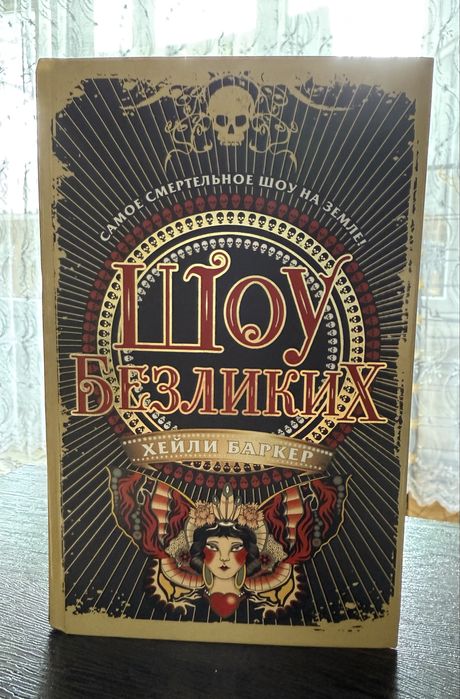 САМОЕ СМЕРТЕЛЬНОЕ ШОУ НА ЗЕМЛЕ!
ШОУ
БЕЗЛИКИХ
ХЕЙЛИ БАРКЕР